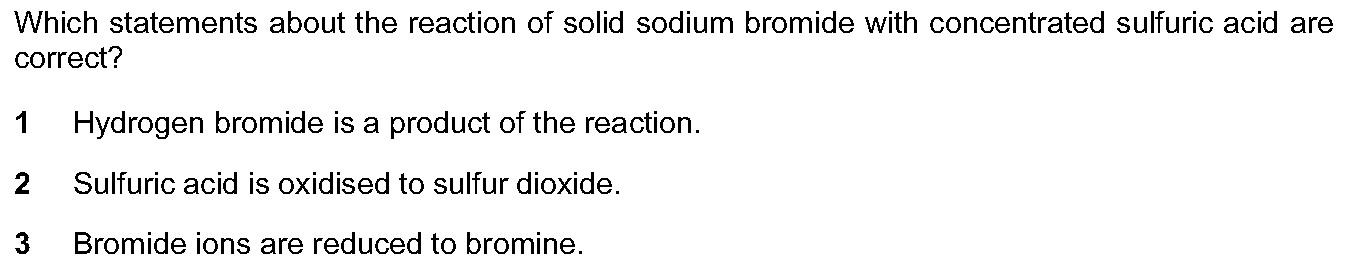 Which statements about the reaction of solid sodium bromide with concentrated sulfuric acid are
correct?
1 Hydrogen bromide is a product of the reaction.
2 Sulfuric acid is oxidised to sulfur dioxide.
3 Bromide ions are reduced to bromine.